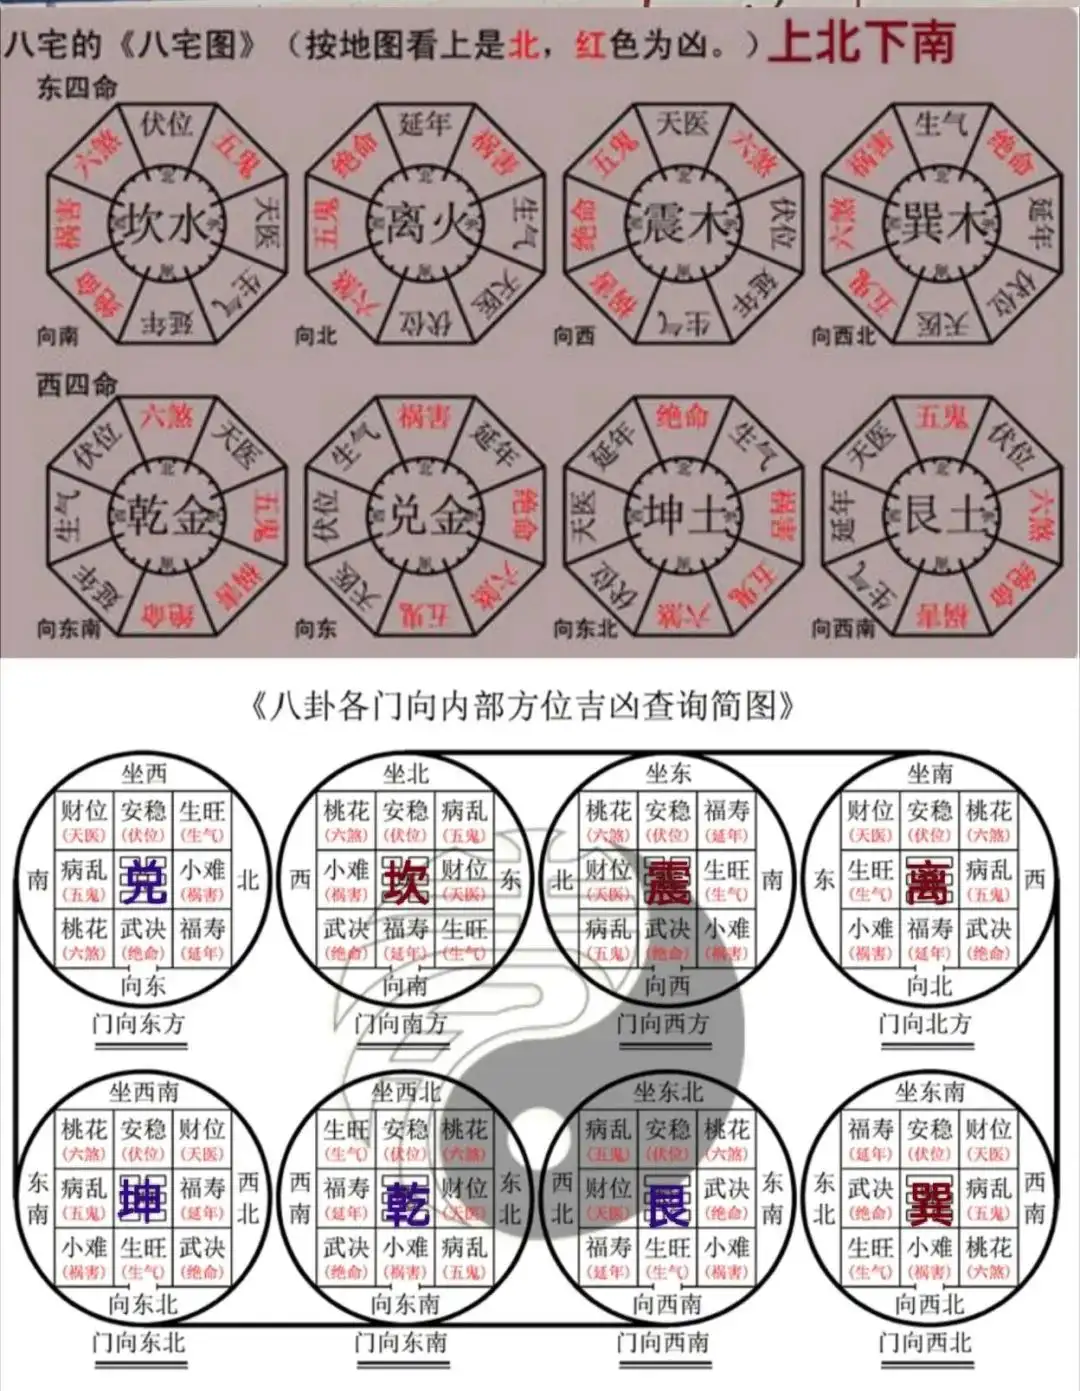 八宅的《八宅图》（按地图看上是北，红色为凶。）上北下南
东四命
伏位 五鬼 天医 生气 延年 绝命 祸害 六煞
北
坎水
向南
延年 祸害 生气 天医 伏位 六煞 五鬼 绝命
北
离火
向北
天医 六煞 伏位 延年 生气 祸害 绝命 五鬼
北
震木
向西
生气 绝命 延年 伏位 天医 五鬼 六煞 祸害
北
巽木
向西北
西四命
六煞 天医 五鬼 祸害 绝命 延年 生气 伏位
北
乾金
向东南
祸害 延年 绝命 六煞 五鬼 天医 伏位 生气
北
兑金
向东
绝命 生气 祸害 五鬼 六煞 伏位 天医 延年
北
坤土
向东北
五鬼 伏位 六煞 绝命 祸害 生气 延年 天医
北
艮土
向西南
《八卦各门向内部方位吉凶查询简图》
坐西
财位 安稳 生旺
(天医) (伏位) (生气)
南 病乱 兑 小难 北
(五鬼) (祸害)
桃花 武决 福寿
(六煞) (绝命) (延年)
向东
门向东方
坐北
桃花 安稳 病乱
(六煞) (伏位) (五鬼)
西 小难 坎 财位 东
(祸害) (天医)
武决 福寿 生旺
(绝命) (延年) (生气)
向南
门向南方
坐东
桃花 安稳 福寿
(六煞) (伏位) (延年)
北 财位 震 生旺 南
(天医) (生气)
病乱 武决 小难
(五鬼) (绝命) (祸害)
向西
门向西方
坐南
财位 安稳 桃花
(天医) (伏位) (六煞)
东 生旺 离 病乱 西
(生气) (五鬼)
小难 福寿 武决
(祸害) (延年) (绝命)
向北
门向北方
坐西南
桃花 安稳 财位
(六煞) (伏位) (天医)
东南 病乱 坤 福寿 西北
(五鬼) (延年)
小难 生旺 武决
(祸害) (生气) (绝命)
向东北
门向东北
坐西北
生旺 安稳 桃花
(生气) (伏位) (六煞)
西南 福寿 乾 财位 东北
(延年) (天医)
武决 小难 病乱
(绝命) (祸害) (五鬼)
向东南
门向东南
坐东北
病乱 安稳 桃花
(五鬼) (伏位) (六煞)
西北 财位 艮 武决 东南
(天医) (绝命)
福寿 生旺 小难
(延年) (生气) (祸害)
向西南
门向西南
坐东南
福寿 安稳 财位
(延年) (伏位) (天医)
东北 武决 巽 病乱 西南
(绝命) (五鬼)
生旺 小难 桃花
(生气) (祸害) (六煞)
向西北
门向西北